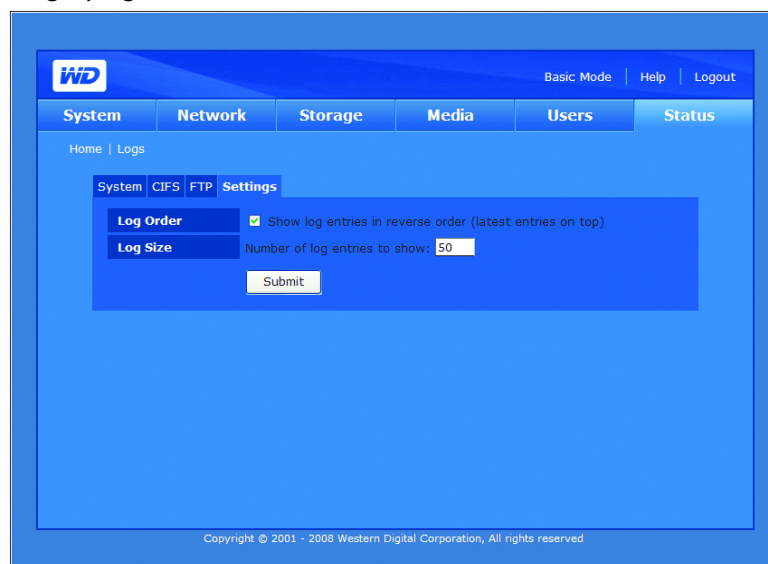 WD
Basic Mode | Help | Logout
System Network Storage Media Users Status
Home | Logs
System CIFS FTP Settings
Log Order Show log entries in reverse order (latest entries on top)
Log Size Number of log entries to show: 50
Submit
Copyright © 2001 - 2008 Western Digital Corporation, All rights reserved